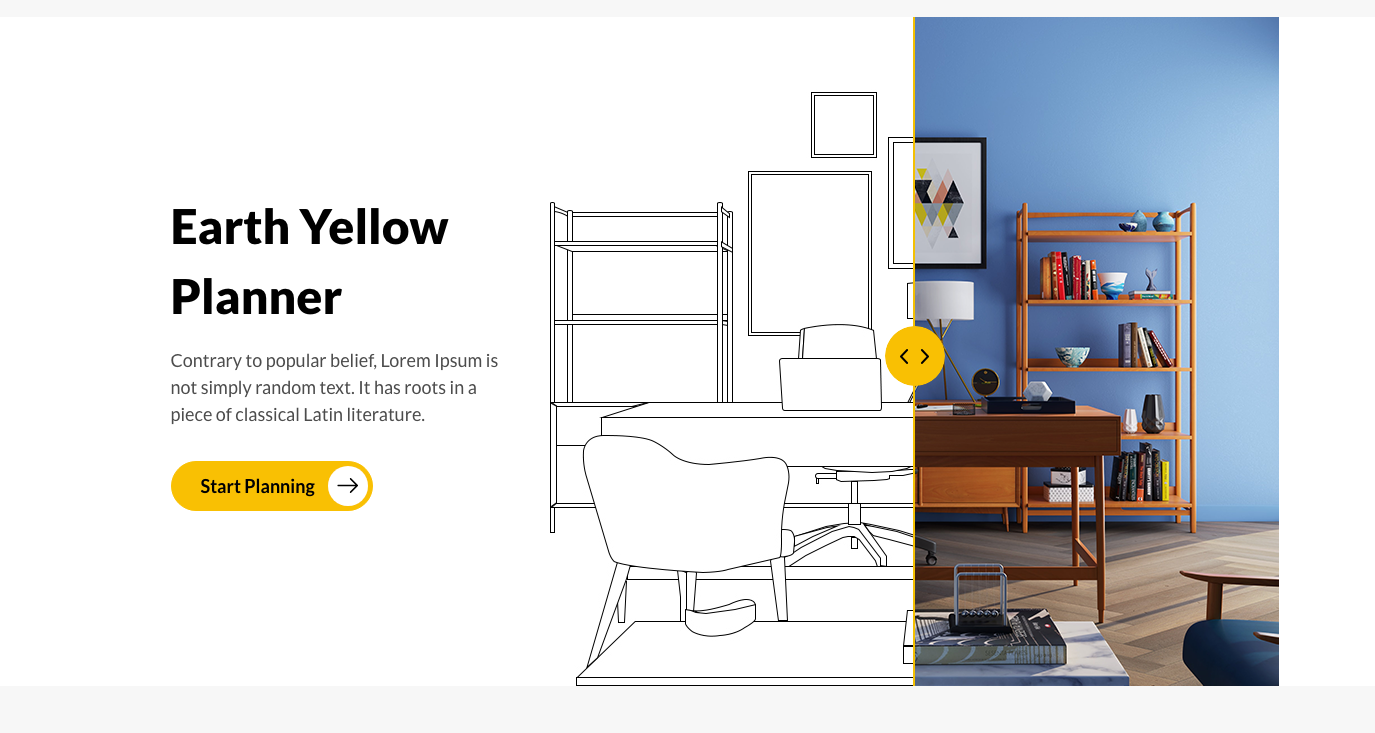 Earth Yellow
Planner
Contrary to popular belief, Lorem Ipsum is
not simply random text. It has roots in a
piece of classical Latin literature.
Start Planning